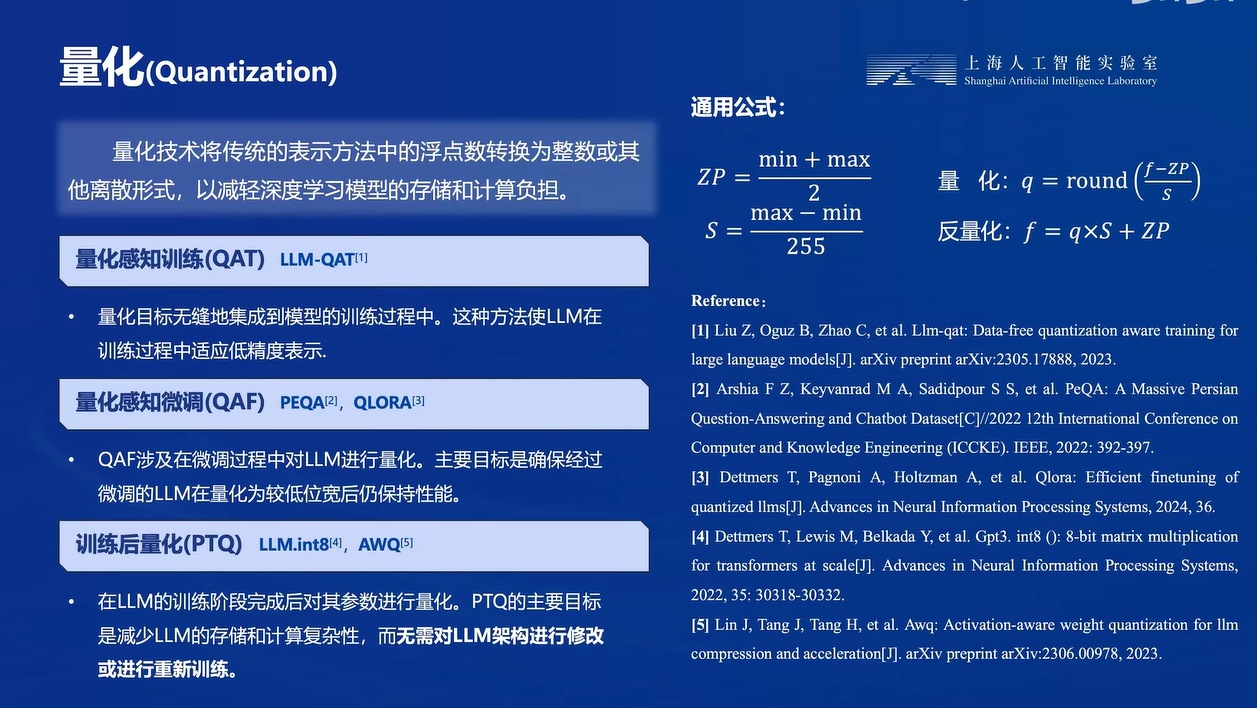 量化(Quantization)
上海人工智能实验室
Shanghai Artificial Intelligence Laboratory
量化技术将传统的表示方法中的浮点数转换为整数或其
他离散形式，以减轻深度学习模型的存储和计算负担。
量化感知训练(QAT) LLM-QAT[1]
• 量化目标无缝地集成到模型的训练过程中。这种方法使LLM在
训练过程中适应低精度表示.
量化感知微调(QAF) PEQA[2]，QLORA[3]
• QAF涉及在微调过程中对LLM进行量化。主要目标是确保经过
微调的LLM在量化为较低位宽后仍保持性能。
训练后量化(PTQ) LLM.int8[4]，AWQ[5]
• 在LLM的训练阶段完成后对其参数进行量化。PTQ的主要目标
是减少LLM的存储和计算复杂性，而无需对LLM架构进行修改
或进行重新训练。
通用公式：
ZP = (min + max)/2
S = (max − min)/255
量 化：q = round((f−ZP)/S)
反量化：f = q×S + ZP
Reference：
[1] Liu Z, Oguz B, Zhao C, et al. Llm-qat: Data-free quantization aware training for
large language models[J]. arXiv preprint arXiv:2305.17888, 2023.
[2] Arshia F Z, Keyvanrad M A, Sadidpour S S, et al. PeQA: A Massive Persian
Question-Answering and Chatbot Dataset[C]//2022 12th International Conference on
Computer and Knowledge Engineering (ICCKE). IEEE, 2022: 392-397.
[3] Dettmers T, Pagnoni A, Holtzman A, et al. Qlora: Efficient finetuning of
quantized llms[J]. Advances in Neural Information Processing Systems, 2024, 36.
[4] Dettmers T, Lewis M, Belkada Y, et al. Gpt3. int8 (): 8-bit matrix multiplication
for transformers at scale[J]. Advances in Neural Information Processing Systems,
2022, 35: 30318-30332.
[5] Lin J, Tang J, Tang H, et al. Awq: Activation-aware weight quantization for llm
compression and acceleration[J]. arXiv preprint arXiv:2306.00978, 2023.